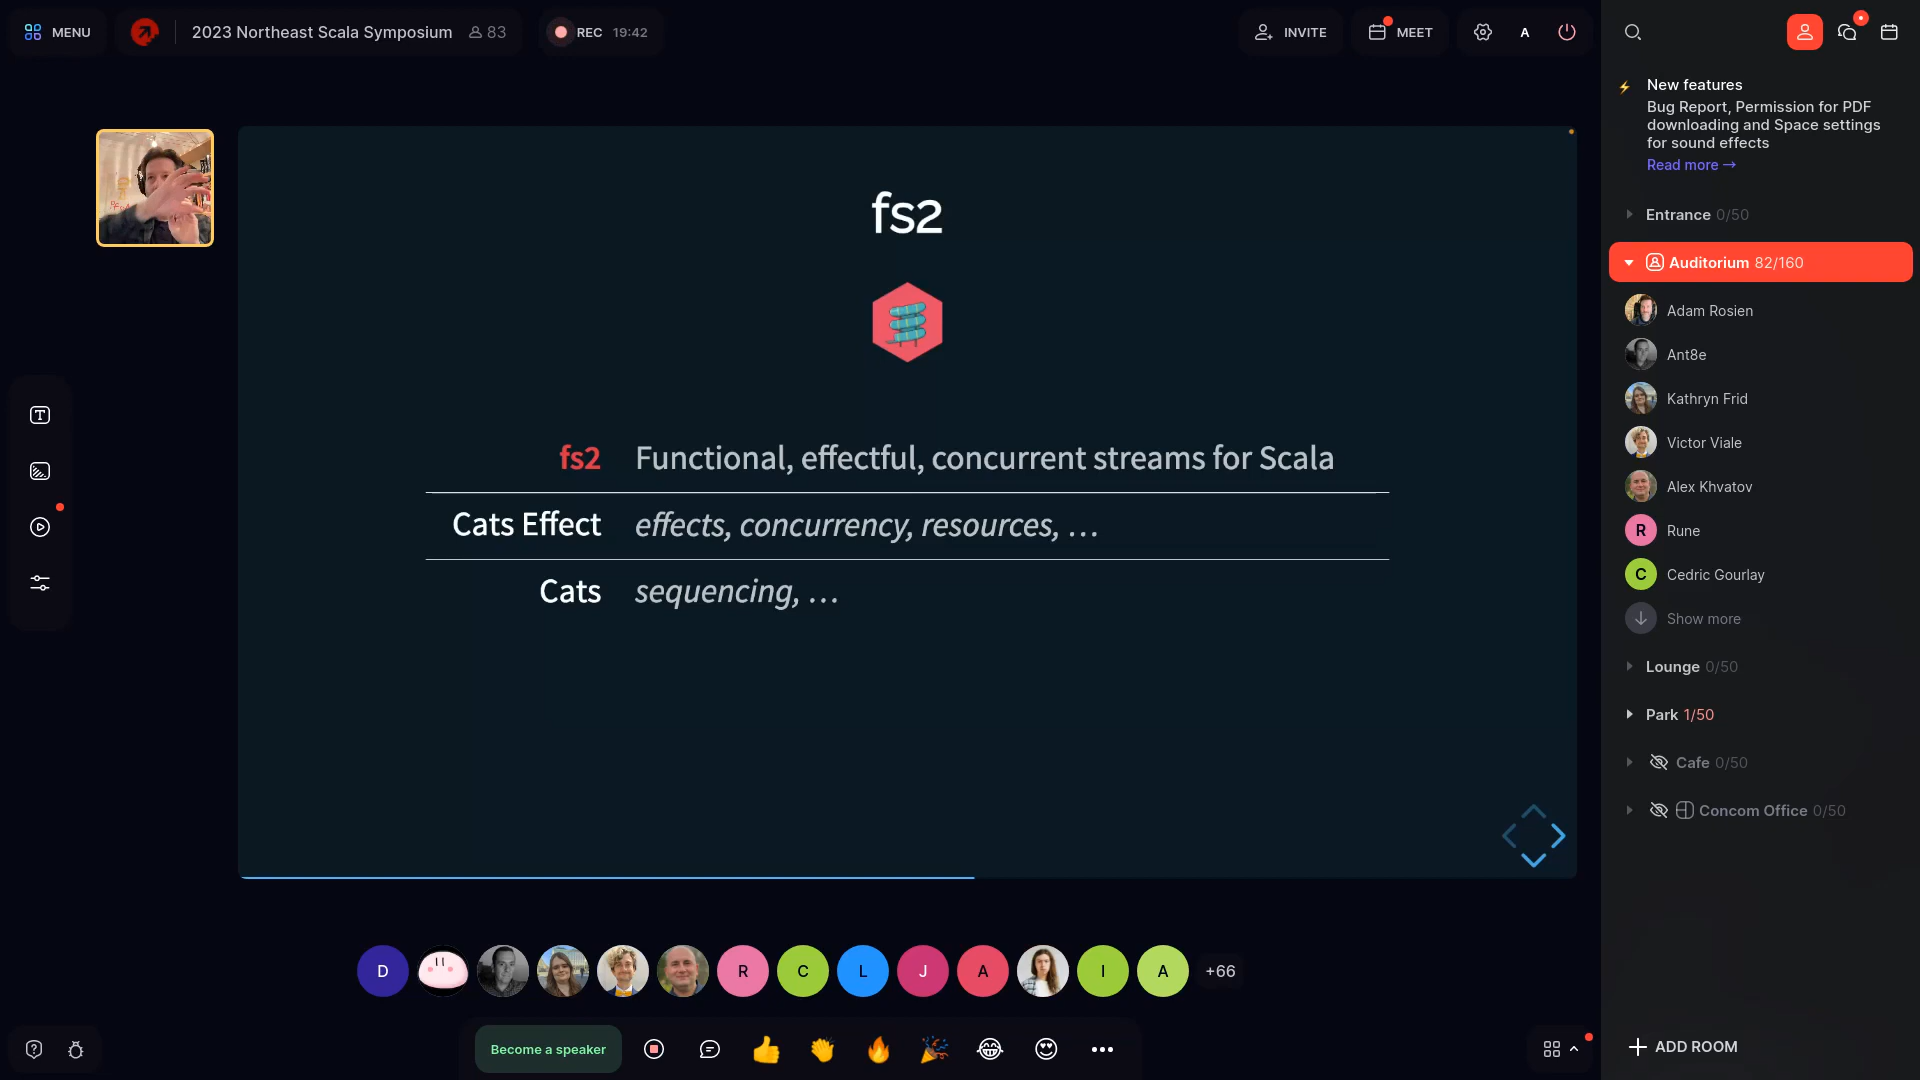 MENU
2023 Northeast Scala Symposium
83
REC 19:42
INVITE
MEET
A
fs2
fs2 Functional, effectful, concurrent streams for Scala
Cats Effect effects, concurrency, resources, …
Cats sequencing, …
D
R
C
L
J
A
I
A
+66
Become a speaker
New features
Bug Report, Permission for PDF
downloading and Space settings
for sound effects
Read more →
Entrance 0/50
Auditorium 82/160
Adam Rosien
Ant8e
Kathryn Frid
Victor Viale
Alex Khvatov
R Rune
C Cedric Gourlay
Show more
Lounge 0/50
Park 1/50
Cafe 0/50
Concom Office 0/50
ADD ROOM